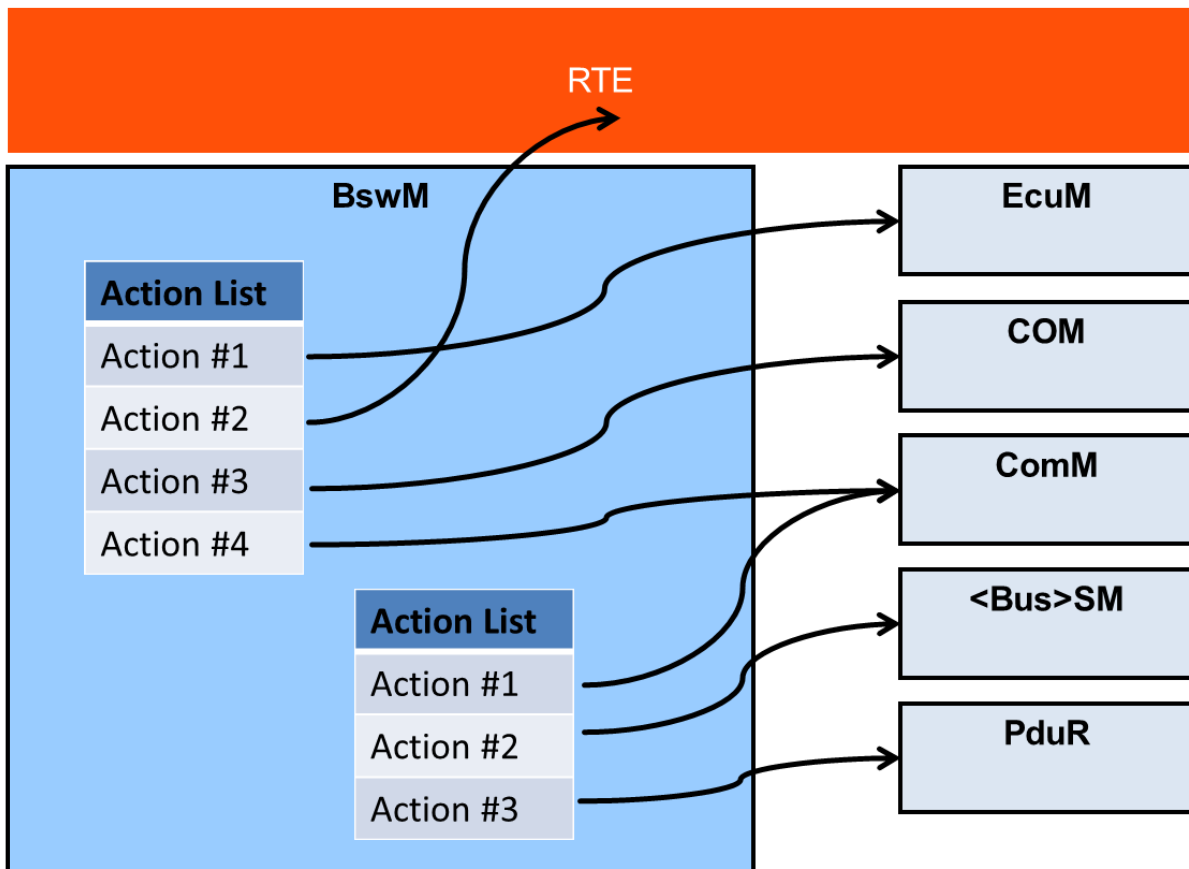 RTE
BswM
Action List
Action #1
Action #2
Action #3
Action #4
Action List
Action #1
Action #2
Action #3
EcuM
COM
ComM
<Bus>SM
PduR